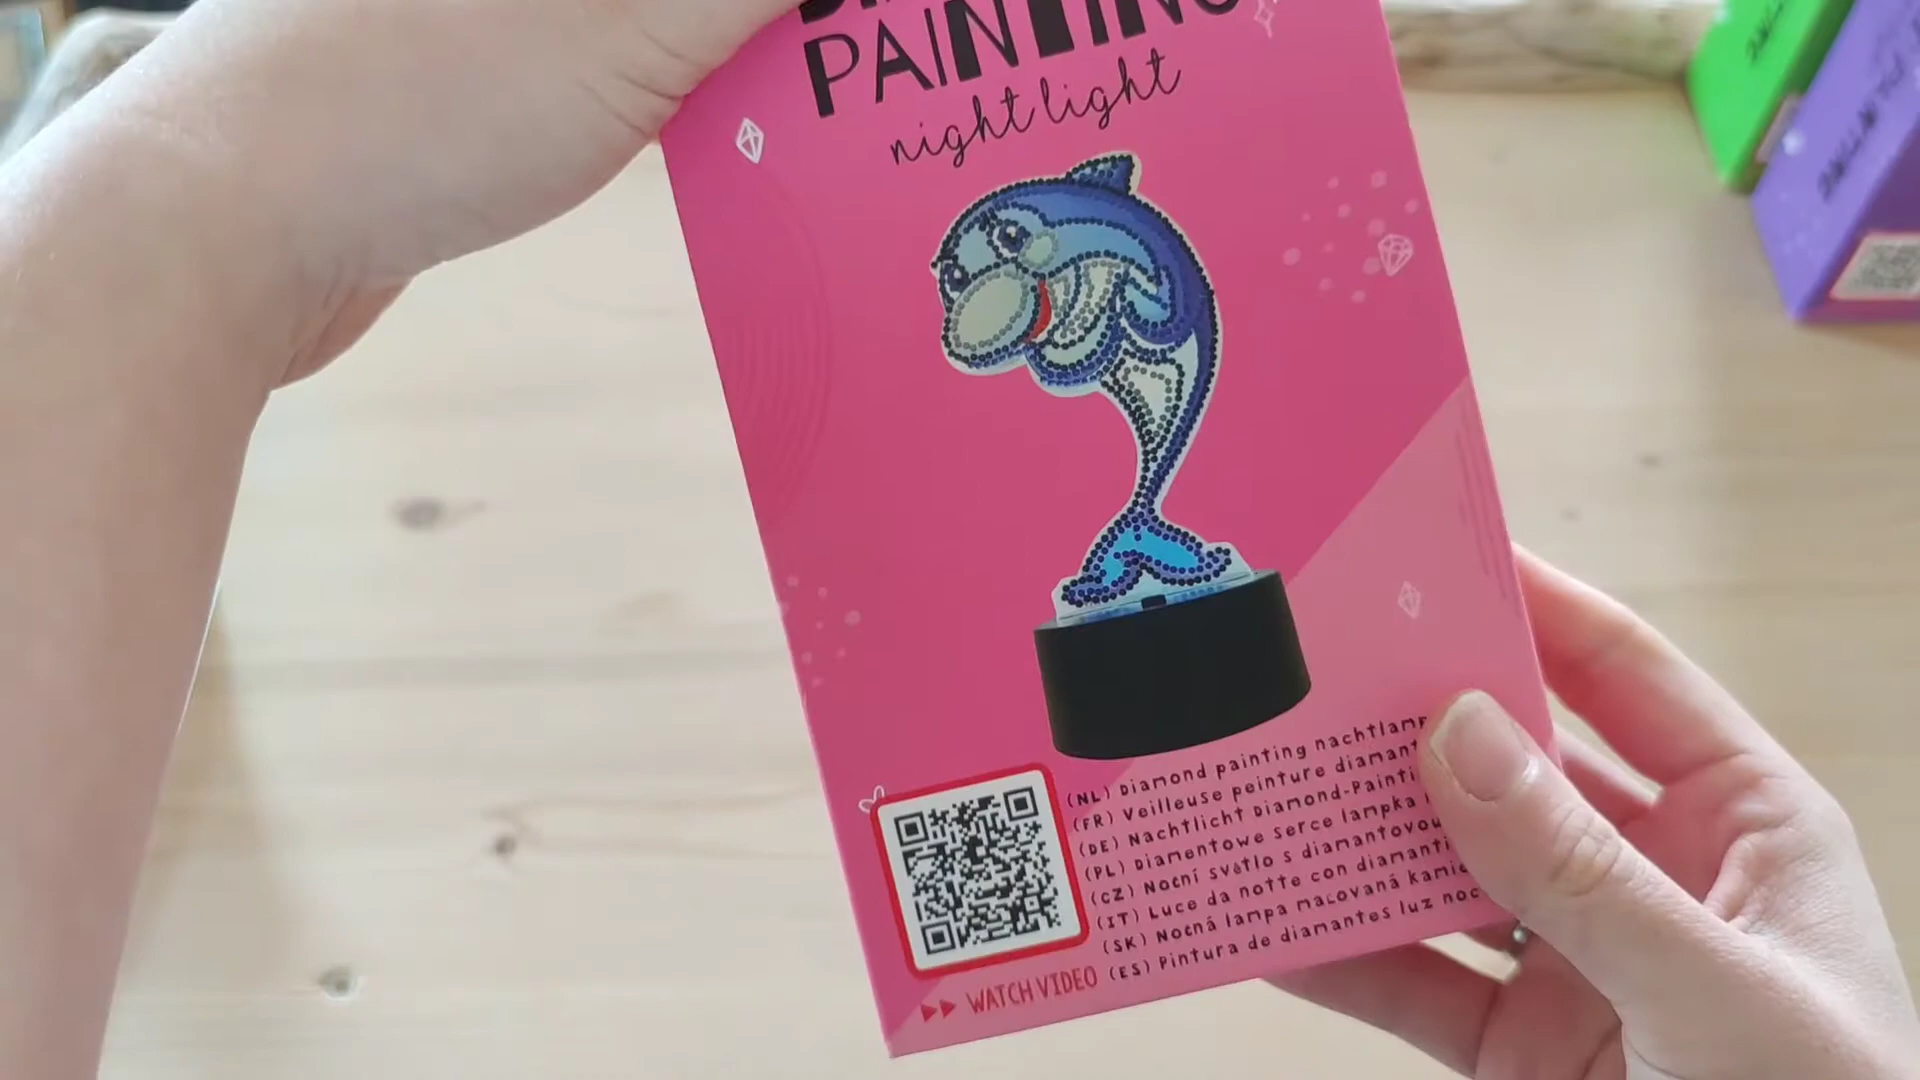 PAINTING
night light
(NL) Diamond painting nachtlamp
(FR) Veilleuse peinture diamant
(DE) Nachtlicht Diamond-Painti
(PL) Diamentowe serce lampka
(CZ) Noční světlo s diamantovou
(IT) Luce da notte con diamanti
(SK) Nočná lampa maľovaná kamie
(ES) Pintura de diamantes luz noc
WATCH VIDEO